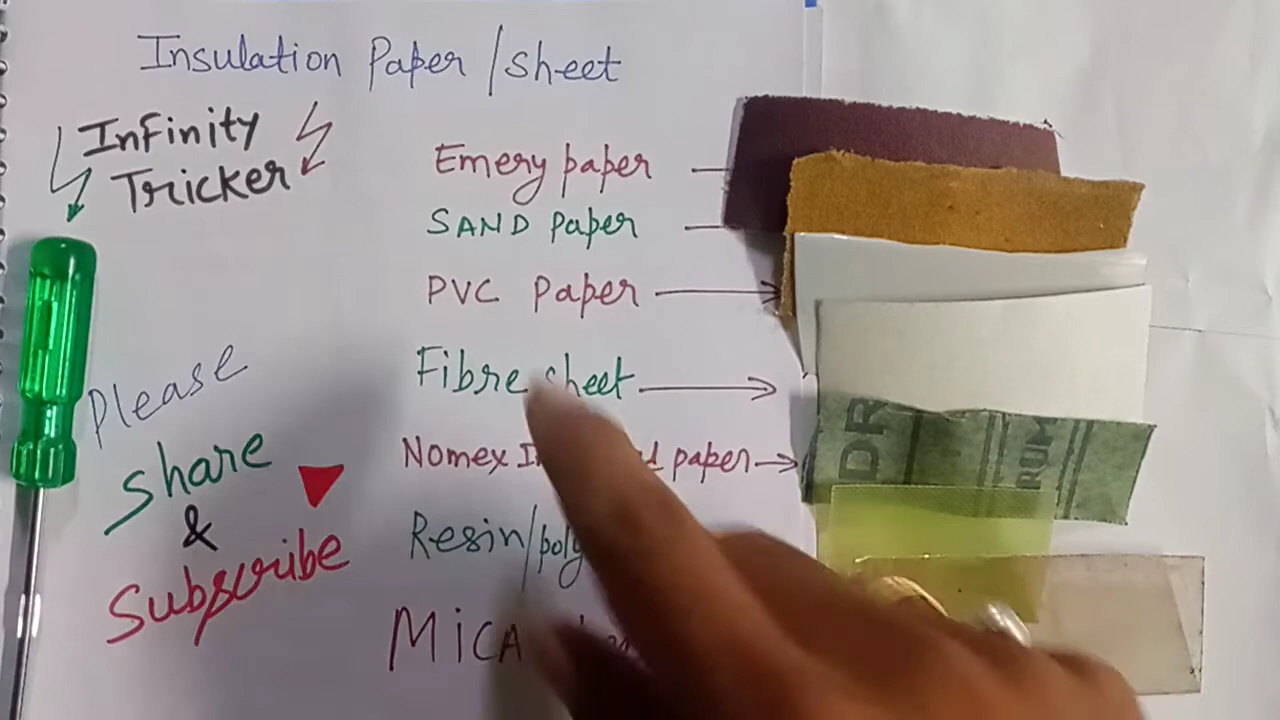 Insulation Paper/sheet
Infinity
Tricker
Emery paper
SAND Paper
PVC Paper
Fibre sheet
Nomex paper
Resin/
MiCA
Please
share
&
Subscribe
DR
RUM